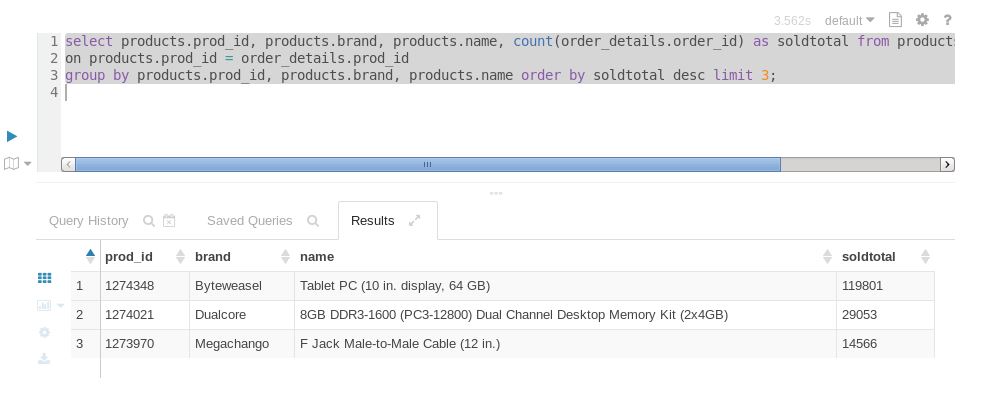 3.562s default ?
1 select products.prod_id, products.brand, products.name, count(order_details.order_id) as soldtotal from product
2 on products.prod_id = order_details.prod_id
3 group by products.prod_id, products.brand, products.name order by soldtotal desc limit 3;
4
Query History Saved Queries Results
prod_id brand name soldtotal
1 1274348 Byteweasel Tablet PC (10 in. display, 64 GB) 119801
2 1274021 Dualcore 8GB DDR3-1600 (PC3-12800) Dual Channel Desktop Memory Kit (2x4GB) 29053
3 1273970 Megachango F Jack Male-to-Male Cable (12 in.) 14566